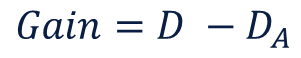 Gain = D − D_A